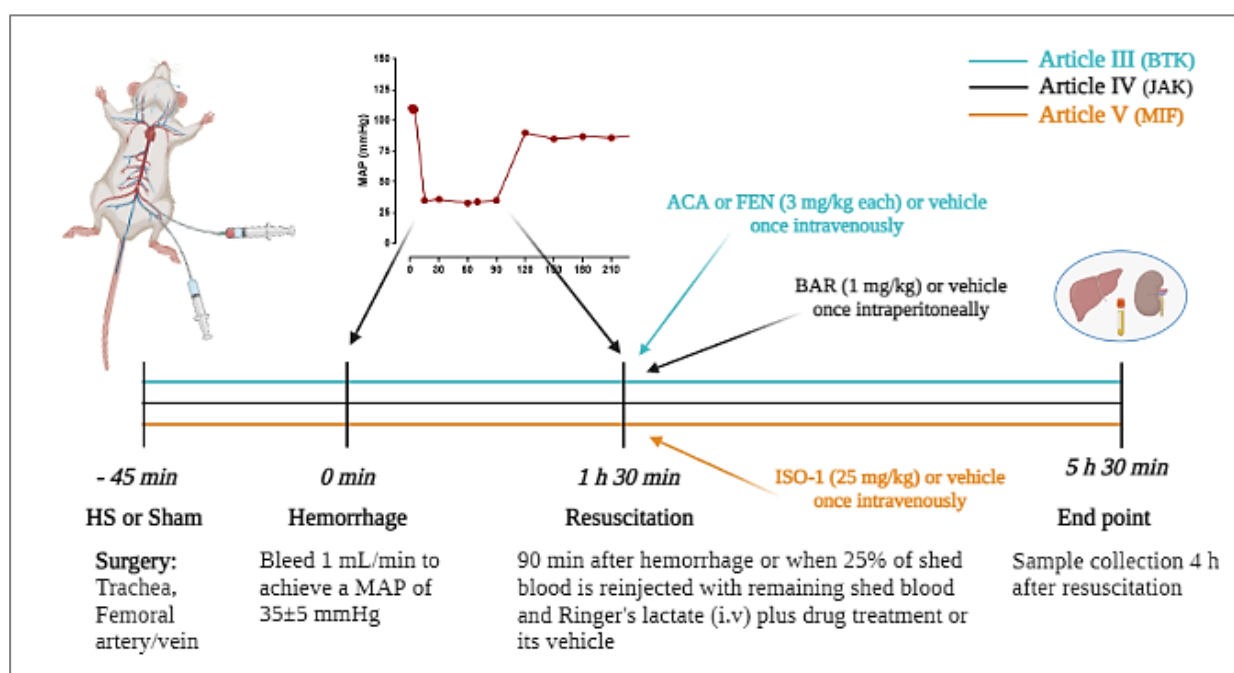 Article III (BTK)
Article IV (JAK)
Article V (MIF)
150
125
100
75
50
25
0
MAP (mmHg)
0 30 60 90 120 150 180 210
ACA or FEN (3 mg/kg each) or vehicle
once intravenously
BAR (1 mg/kg) or vehicle
once intraperitoneally
ISO-1 (25 mg/kg) or vehicle
once intravenously
- 45 min
0 min
1 h 30 min
5 h 30 min
HS or Sham
Hemorrhage
Resuscitation
End point
Surgery:
Trachea,
Femoral
artery/vein
Bleed 1 mL/min to
achieve a MAP of
35±5 mmHg
90 min after hemorrhage or when 25% of shed
blood is reinjected with remaining shed blood
and Ringer's lactate (i.v) plus drug treatment or
its vehicle
Sample collection 4 h
after resuscitation